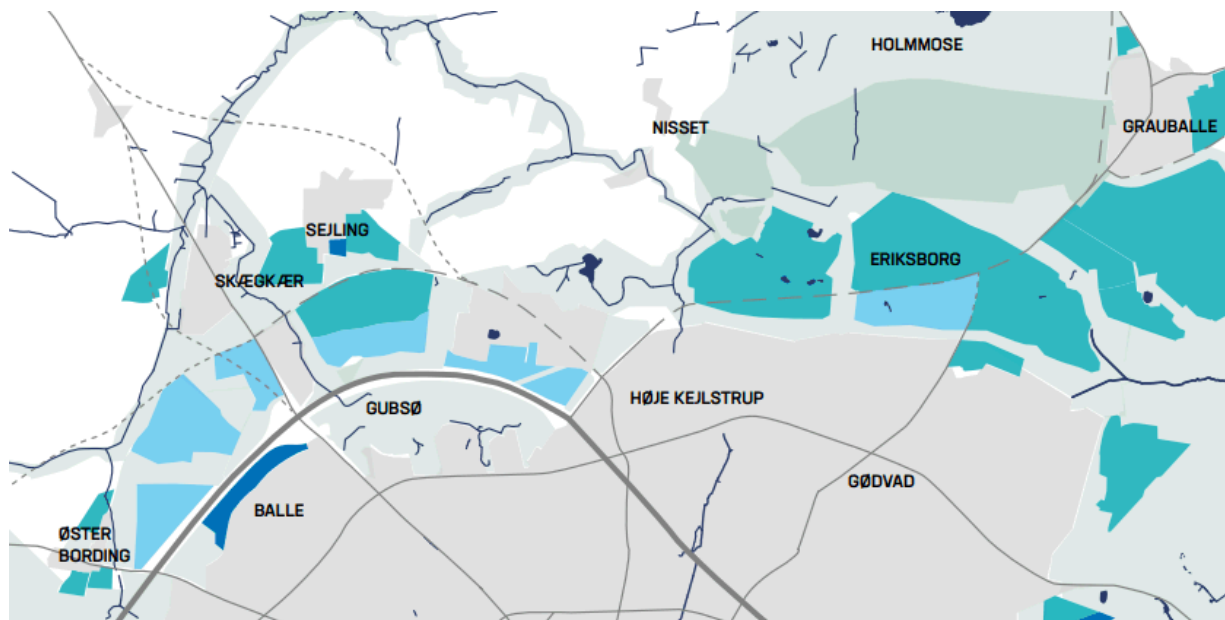 HOLMMOSE
NISSET
GRAUBALLE
SEJLING
SKÆGKÆR
ERIKSBORG
HØJE KEJLSTRUP
GUBSØ
GØDVAD
BALLE
ØSTER
BORDING